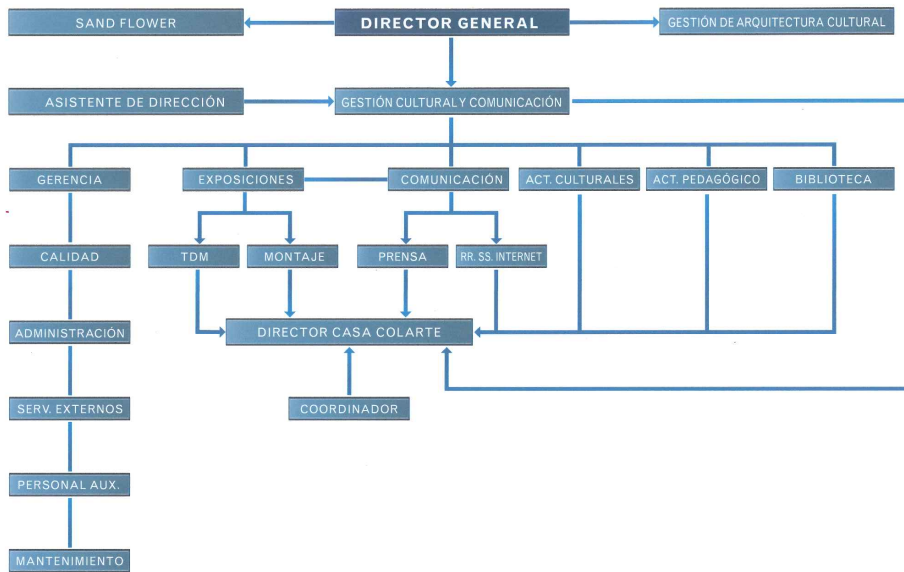 SAND FLOWER
DIRECTOR GENERAL
GESTIÓN DE ARQUITECTURA CULTURAL
ASISTENTE DE DIRECCIÓN
GESTIÓN CULTURAL Y COMUNICACIÓN
GERENCIA
EXPOSICIONES
COMUNICACIÓN
ACT. CULTURALES
ACT. PEDAGÓGICO
BIBLIOTECA
CALIDAD
TDM
MONTAJE
PRENSA
RR. SS. INTERNET
ADMINISTRACIÓN
DIRECTOR CASA COLARTE
SERV. EXTERNOS
COORDINADOR
PERSONAL AUX.
MANTENIMIENTO